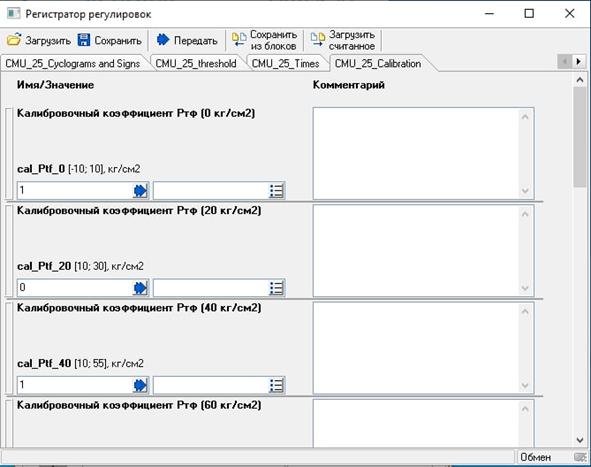 Регистратор регулировок
Загрузить
Сохранить
Передать
Сохранить
из блоков
Загрузить
считанное
CMU_25_Cyclograms and Signs
CMU_25_threshold
CMU_25_Times
CMU_25_Calibration
Имя/Значение
Комментарий
Калибровочный коэффициент Ртф (0 кг/см2)
cal_Ptf_0 [-10; 10], кг/см2
1
Калибровочный коэффициент Ртф (20 кг/см2)
cal_Ptf_20 [10; 30], кг/см2
0
Калибровочный коэффициент Ртф (40 кг/см2)
cal_Ptf_40 [10; 55], кг/см2
1
Калибровочный коэффициент Ртф (60 кг/см2)
Обмен